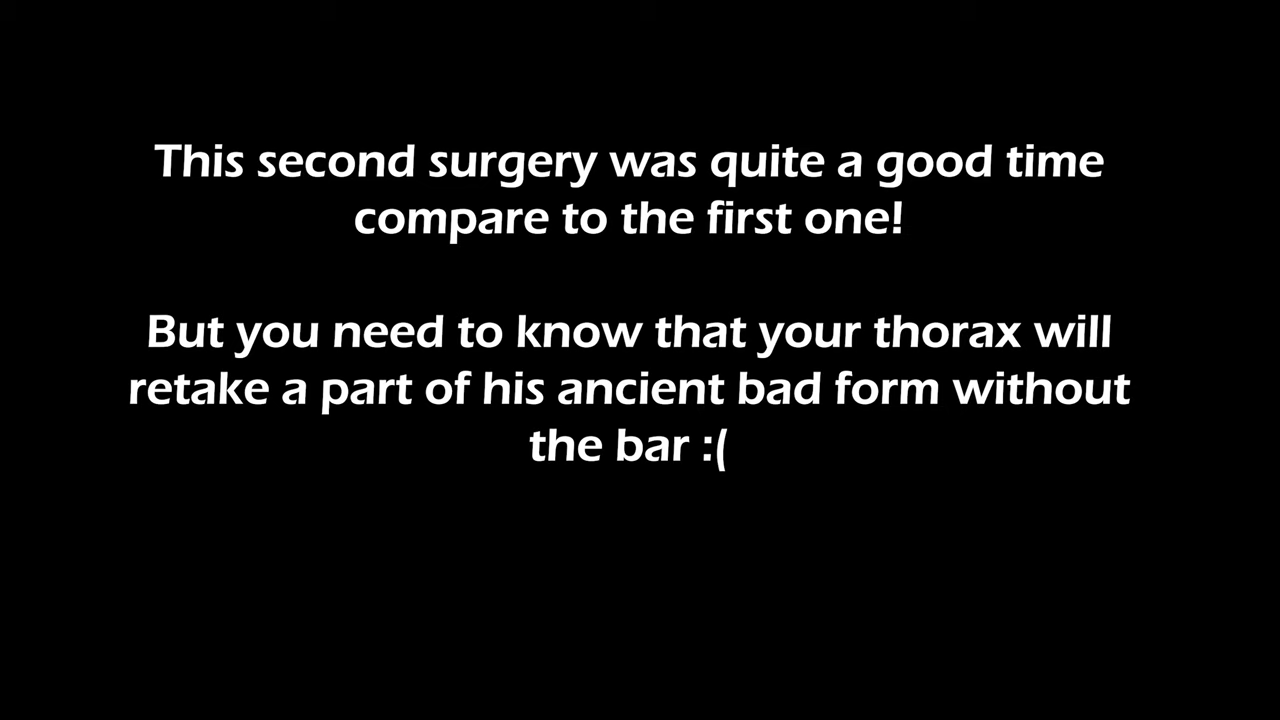 This second surgery was quite a good time
compare to the first one!
But you need to know that your thorax will
retake a part of his ancient bad form without
the bar :(